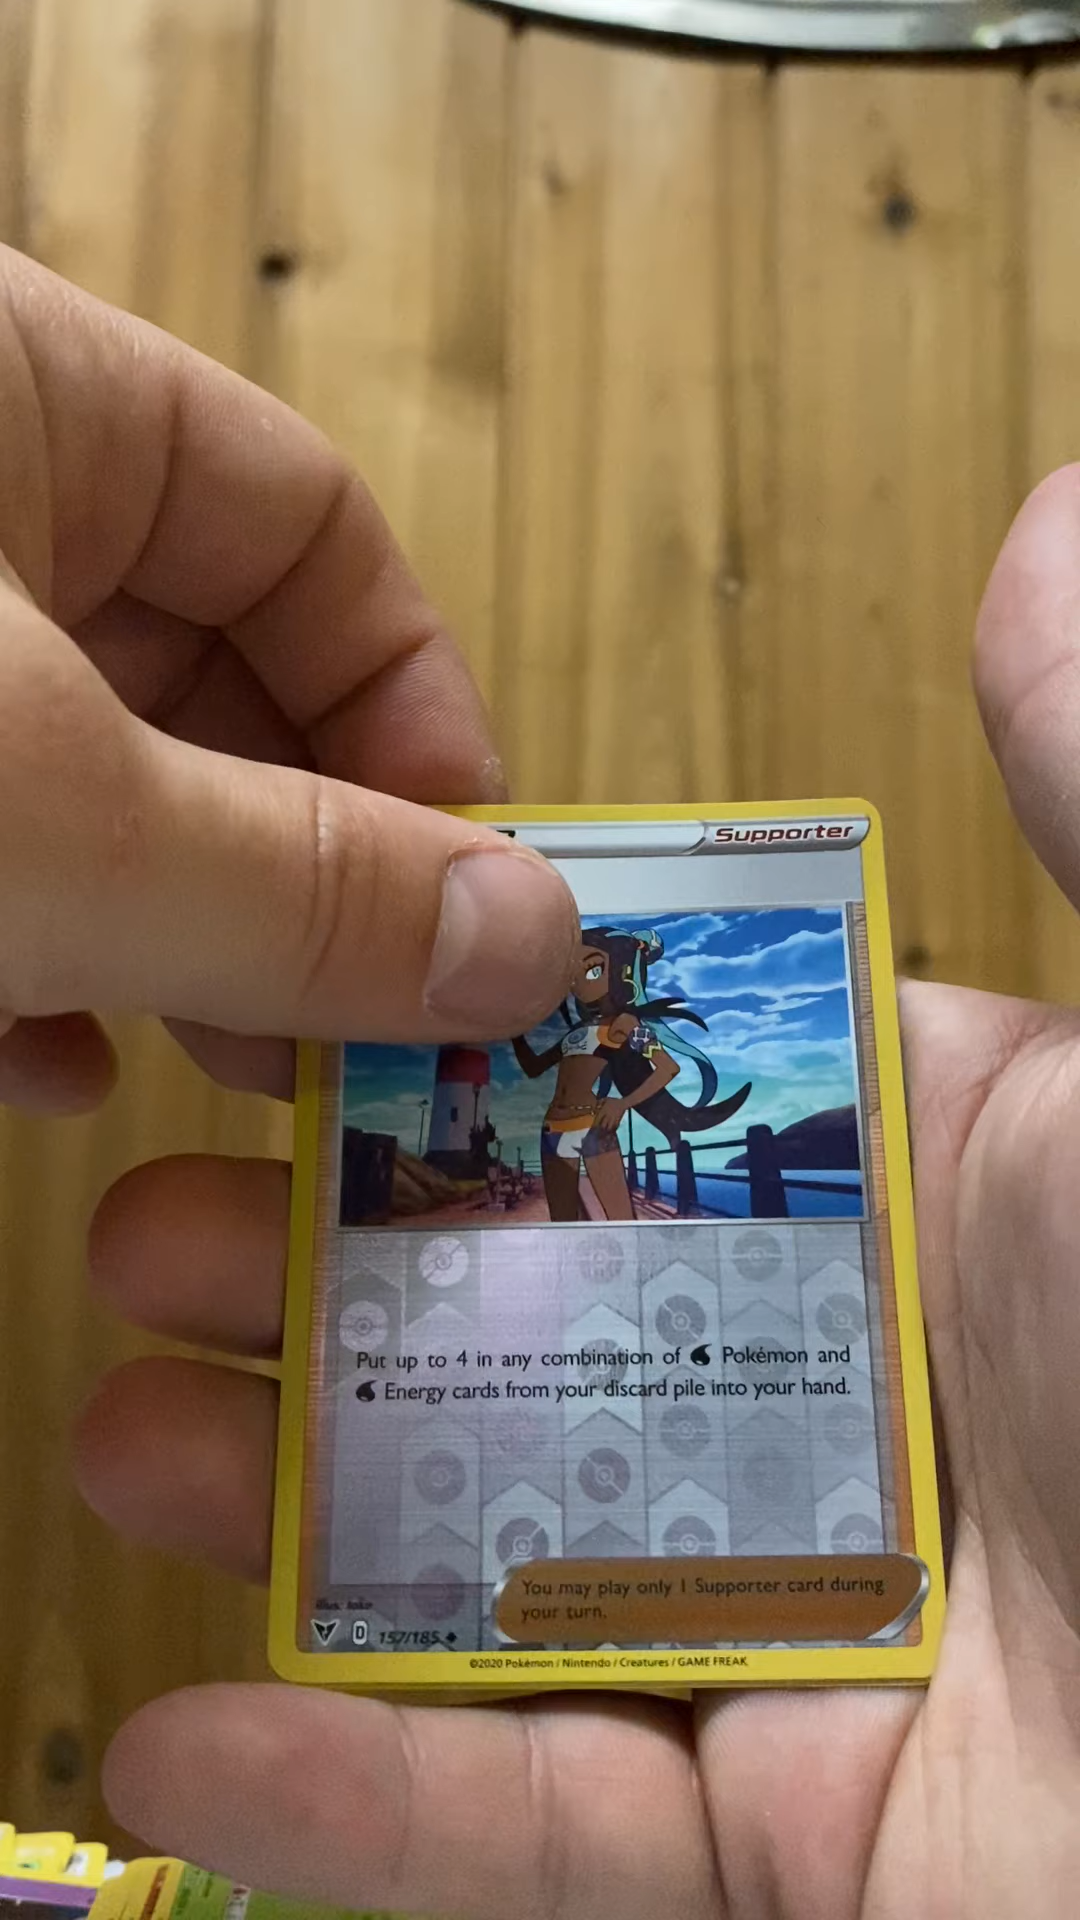 Supporter
Put up to 4 in any combination of Pokémon and
Energy cards from your discard pile into your hand.
You may play only 1 Supporter card during
your turn.
illus. loko
D 157/185
©2020 Pokémon / Nintendo / Creatures / GAME FREAK